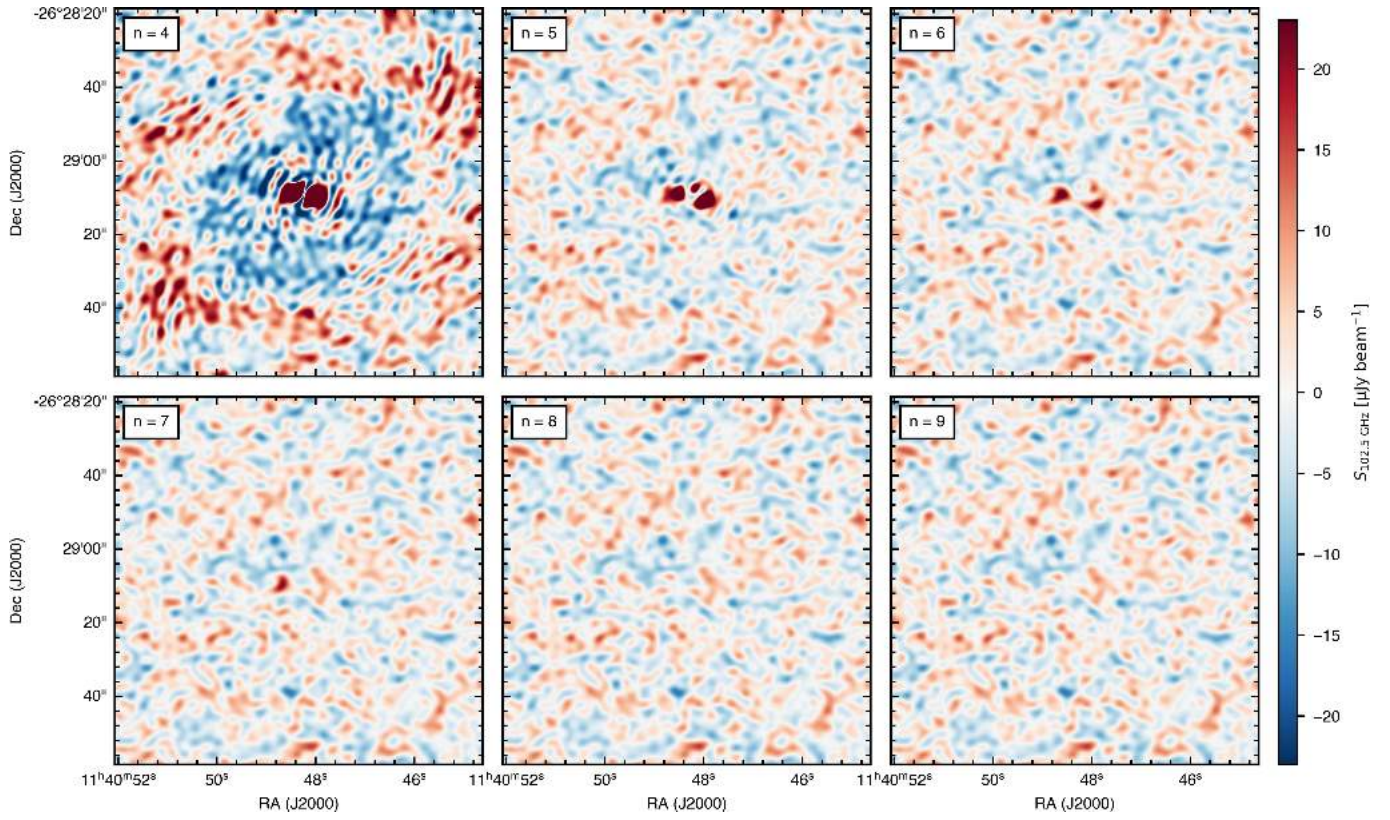 -26°28'20"
40"
29'00"
20"
40"
Dec (J2000)
n = 4
n = 5
n = 6
-26°28'20"
40"
29'00"
20"
40"
Dec (J2000)
n = 7
n = 8
n = 9
11ʰ40ᵐ52ˢ 50ˢ 48ˢ 46ˢ
11ʰ40ᵐ52ˢ 50ˢ 48ˢ 46ˢ
11ʰ40ᵐ52ˢ 50ˢ 48ˢ 46ˢ
RA (J2000)
RA (J2000)
RA (J2000)
20
15
10
5
0
−5
−10
−15
−20
S102.5 GHz [μJy beam⁻¹]